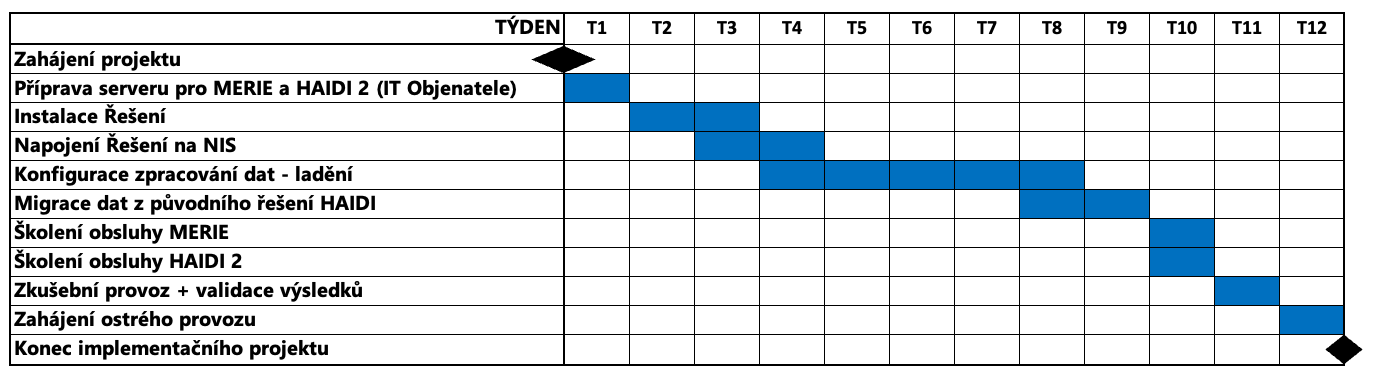 TÝDEN T1 T2 T3 T4 T5 T6 T7 T8 T9 T10 T11 T12
Zahájení projektu
Příprava serveru pro MERIE a HAIDI 2 (IT Objenatele)
Instalace Řešení
Napojení Řešení na NIS
Konfigurace zpracování dat - ladění
Migrace dat z původního řešení HAIDI
Školení obsluhy MERIE
Školení obsluhy HAIDI 2
Zkušební provoz + validace výsledků
Zahájení ostrého provozu
Konec implementačního projektu